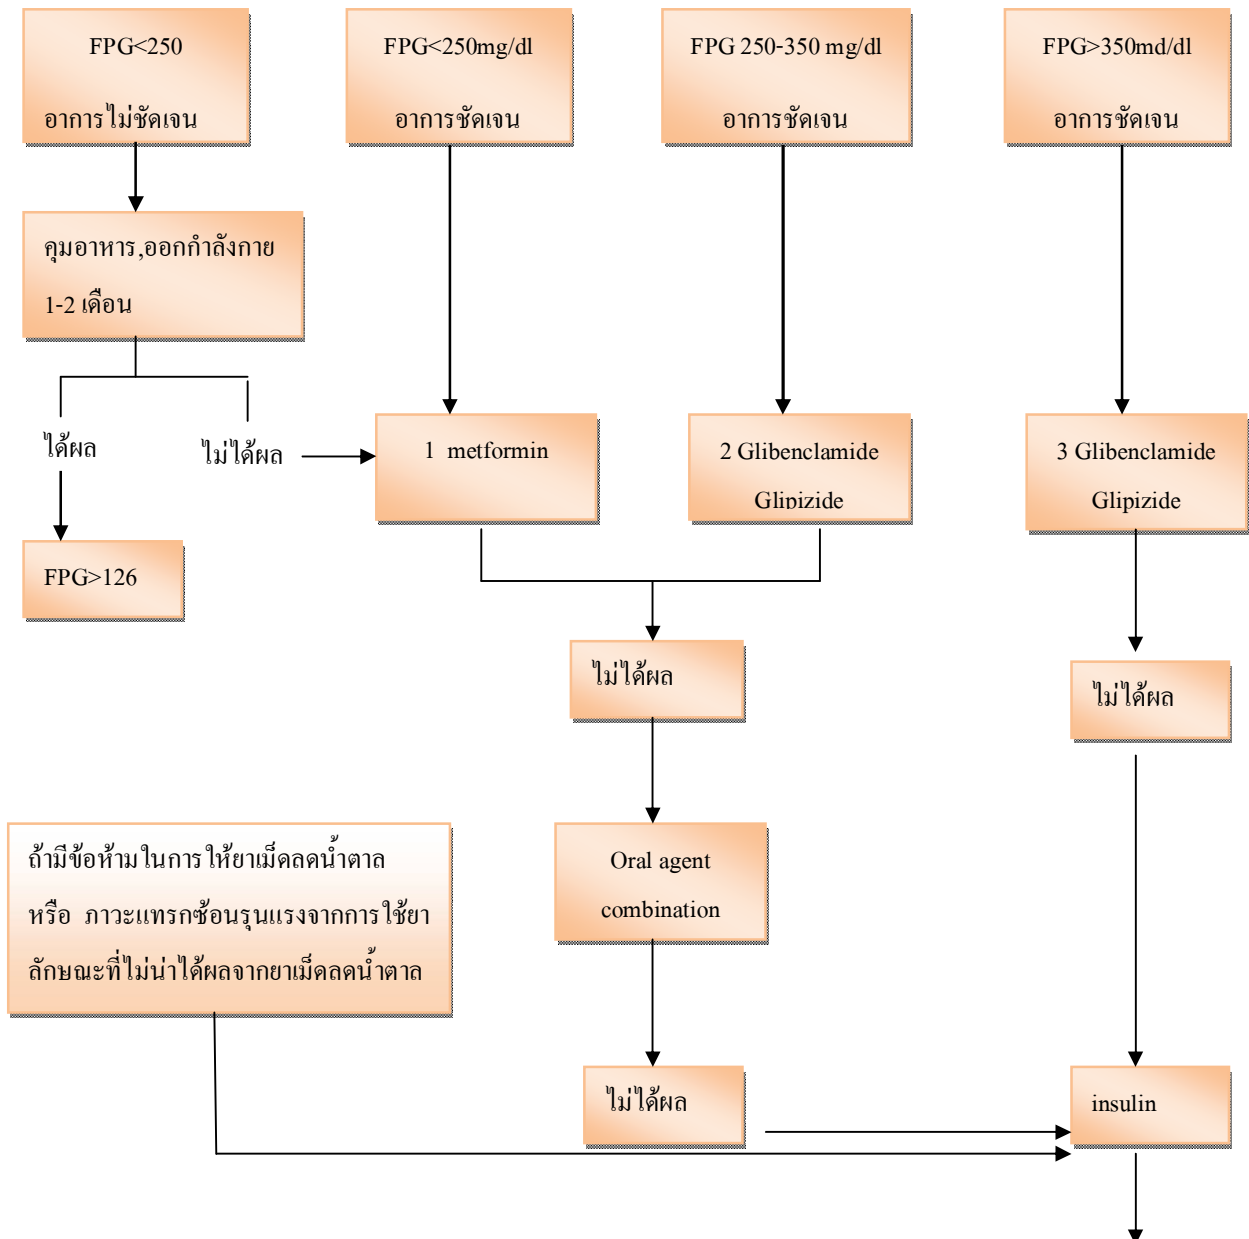 FPG<250
อาการไม่ชัดเจน
FPG<250mg/dl
อาการชัดเจน
FPG 250-350 mg/dl
อาการชัดเจน
FPG>350md/dl
อาการชัดเจน
คุมอาหาร,ออกกำลังกาย
1-2 เดือน
ได้ผล
ไม่ได้ผล
1 metformin
2 Glibenclamide
Glipizide
3 Glibenclamide
Glipizide
FPG>126
ไม่ได้ผล
ไม่ได้ผล
ถ้ามีข้อห้ามในการให้ยาเม็ดลดน้ำตาล
หรือ ภาวะแทรกซ้อนรุนแรงจากการใช้ยา
ลักษณะที่ไม่น่าได้ผลจากยาเม็ดลดน้ำตาล
Oral agent
combination
ไม่ได้ผล
insulin